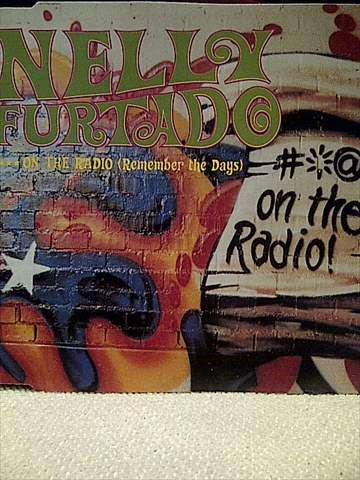 NELLY
FURTADO
... ON THE RADIO (Remember the Days)
#※@
on the
Radio!